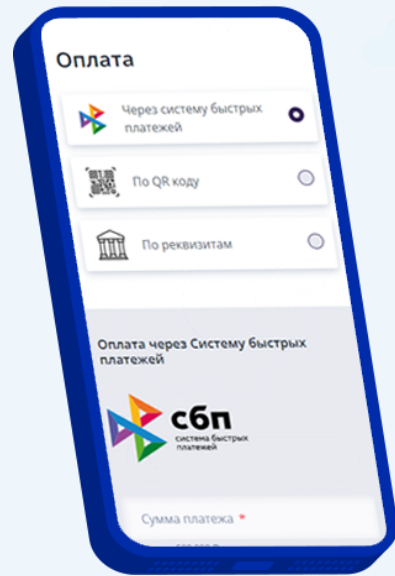 Оплата
Через систему быстрых
платежей
По QR коду
По реквизитам
Оплата через Систему быстрых
платежей
сбп
система быстрых
платежей
Сумма платежа *